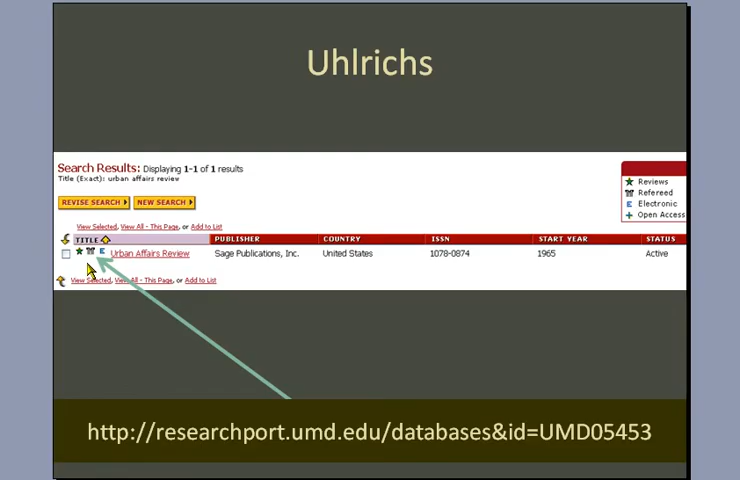 Uhlrichs
Search Results: Displaying 1-1 of 1 results
Title (Exact): urban affairs review
REVISE SEARCH NEW SEARCH
Reviews
Refereed
Electronic
Open Access
View Selected, View All - This Page, or Add to List
TITLE PUBLISHER COUNTRY ISSN START YEAR STATUS
E Urban Affairs Review Sage Publications, Inc. United States 1078-0874 1965 Active
View Selected, View All - This Page, or Add to List
http://researchport.umd.edu/databases&id=UMD05453